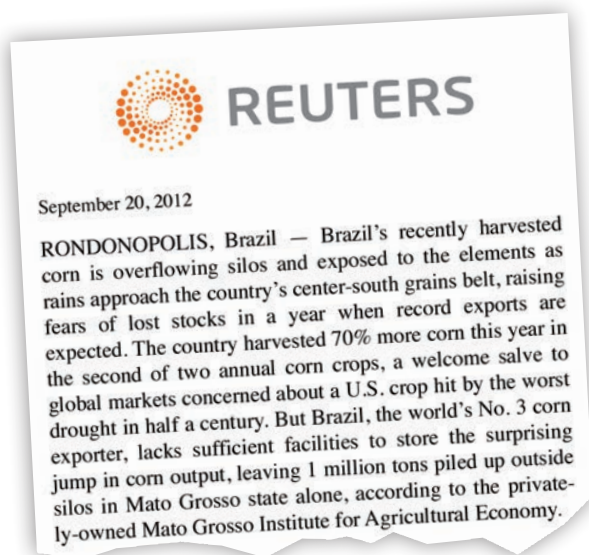 REUTERS
September 20, 2012
RONDONOPOLIS, Brazil — Brazil's recently harvested
corn is overflowing silos and exposed to the elements as
rains approach the country's center-south grains belt, raising
fears of lost stocks in a year when record exports are
expected. The country harvested 70% more corn this year in
the second of two annual corn crops, a welcome salve to
global markets concerned about a U.S. crop hit by the worst
drought in half a century. But Brazil, the world's No. 3 corn
exporter, lacks sufficient facilities to store the surprising
jump in corn output, leaving 1 million tons piled up outside
silos in Mato Grosso state alone, according to the private-
ly-owned Mato Grosso Institute for Agricultural Economy.